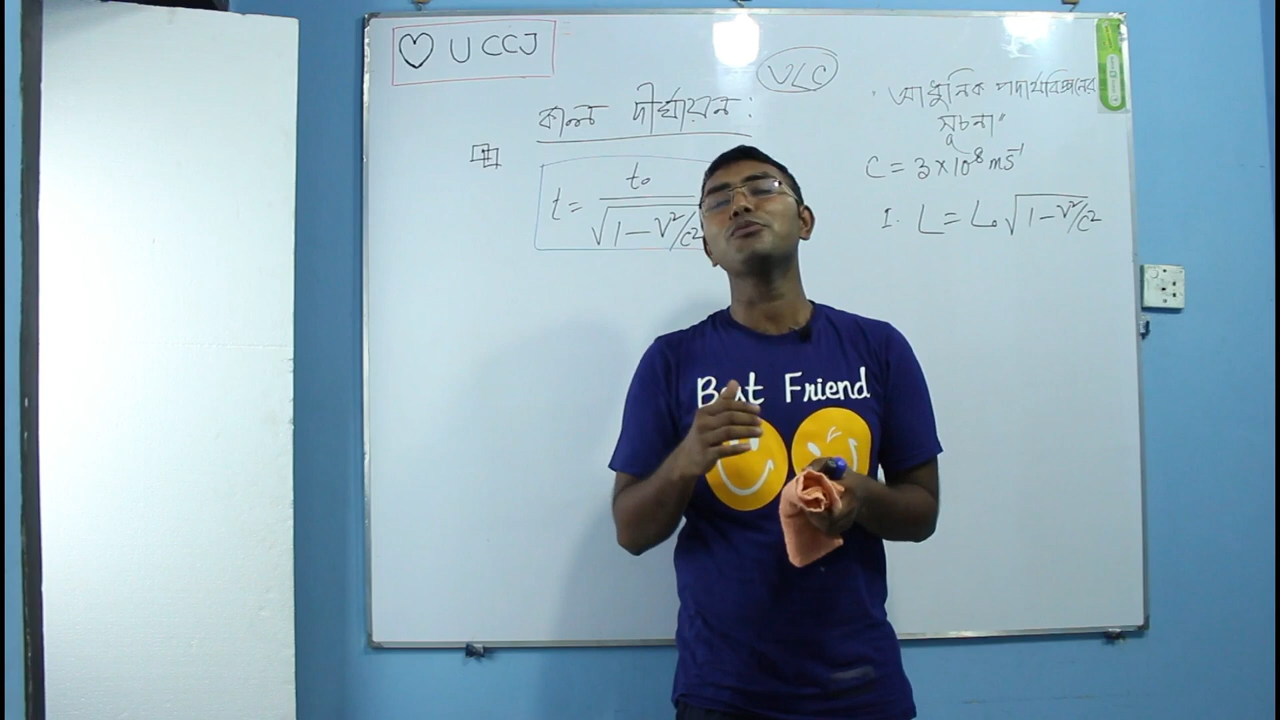 ♡ UCCJ
VLC
কাল দীর্ঘায়ন:
t = t₀ / √1 - v²/c²
"আধুনিক পদার্থবিজ্ঞানের
সূচনা"
C = 3×10⁸ ms⁻¹
I. L = L₀ √1 - v²/c²
Best Friend